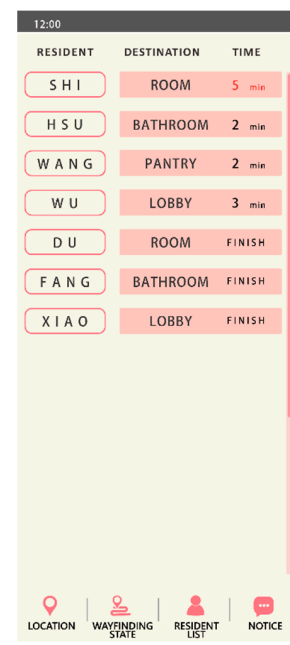 12:00
RESIDENT DESTINATION TIME
SHI ROOM 5 min
HSU BATHROOM 2 min
WANG PANTRY 2 min
WU LOBBY 3 min
DU ROOM FINISH
FANG BATHROOM FINISH
XIAO LOBBY FINISH
LOCATION WAYFINDING STATE RESIDENT LIST NOTICE